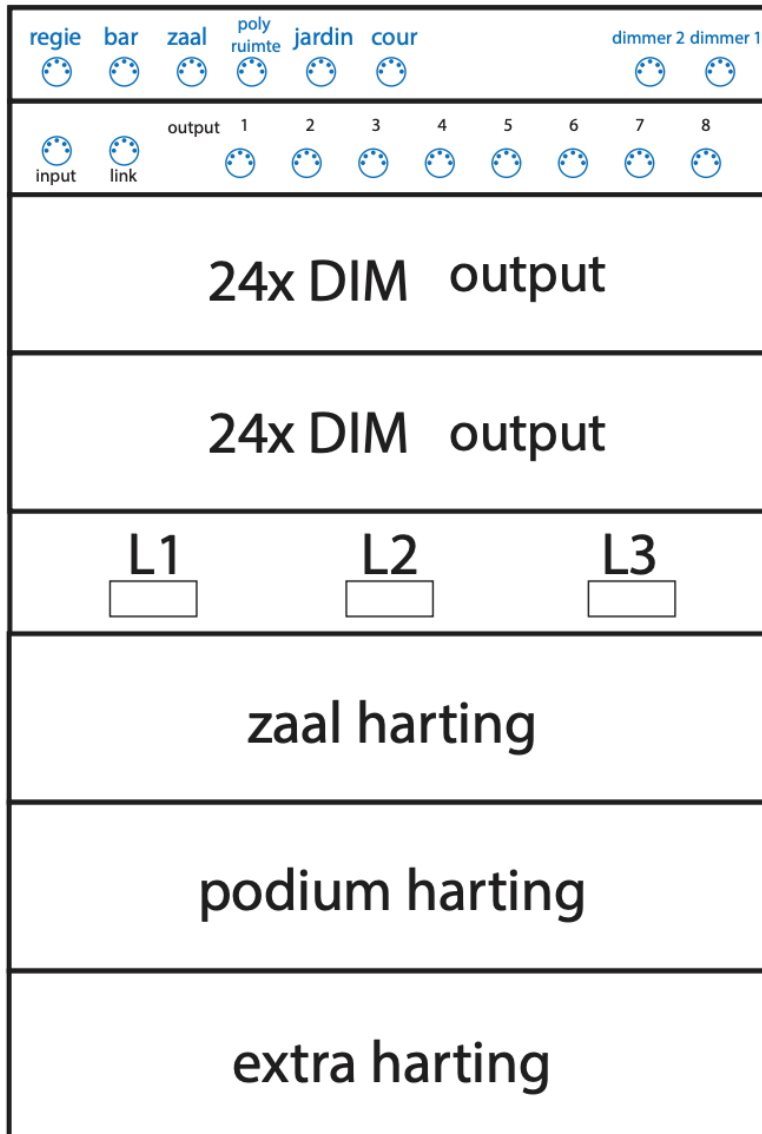 regie bar zaal poly ruimte jardin cour dimmer 2 dimmer 1
output 1 2 3 4 5 6 7 8
input link
24x DIM output
24x DIM output
L1 L2 L3
zaal harting
podium harting
extra harting